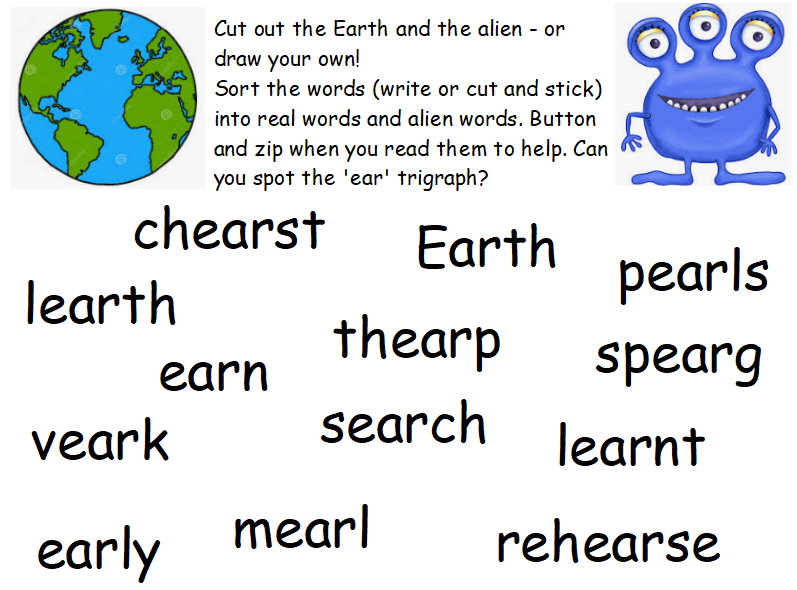 Cut out the Earth and the alien - or
draw your own!
Sort the words (write or cut and stick)
into real words and alien words. Button
and zip when you read them to help. Can
you spot the 'ear' trigraph?
chearst
Earth
pearls
learth
thearp
spearg
earn
search
veark
learnt
mearl
early
rehearse